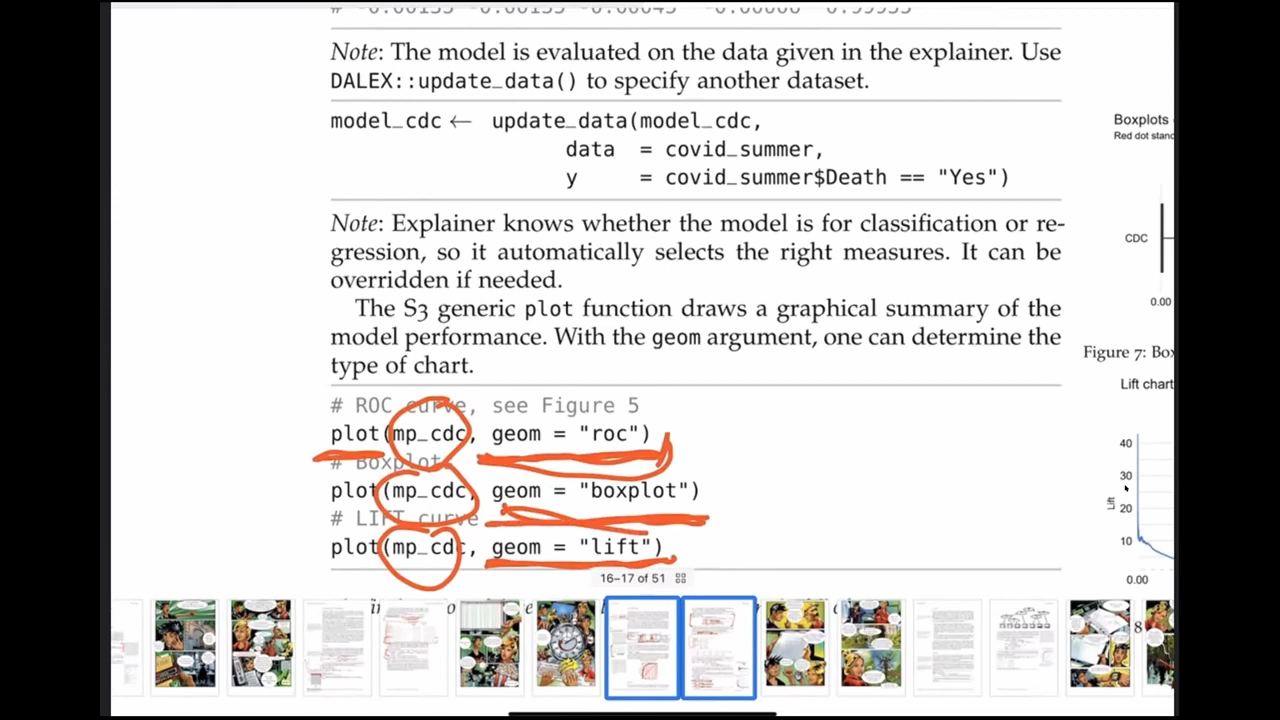 Note: The model is evaluated on the data given in the explainer. Use
DALEX::update_data() to specify another dataset.
model_cdc ← update_data(model_cdc,
data = covid_summer,
y = covid_summer$Death == "Yes")
Note: Explainer knows whether the model is for classification or re-
gression, so it automatically selects the right measures. It can be
overridden if needed.
The S3 generic plot function draws a graphical summary of the
model performance. With the geom argument, one can determine the
type of chart.
# ROC curve, see Figure 5
plot(mp_cdc, geom = "roc")
# Boxplot
plot(mp_cdc, geom = "boxplot")
# LIFT curve
plot(mp_cdc, geom = "lift")
Boxplots
Red dot stand
CDC
0.00
Figure 7: Box
Lift chart
40
30
20
10
Lift
0.00
16–17 of 51
8